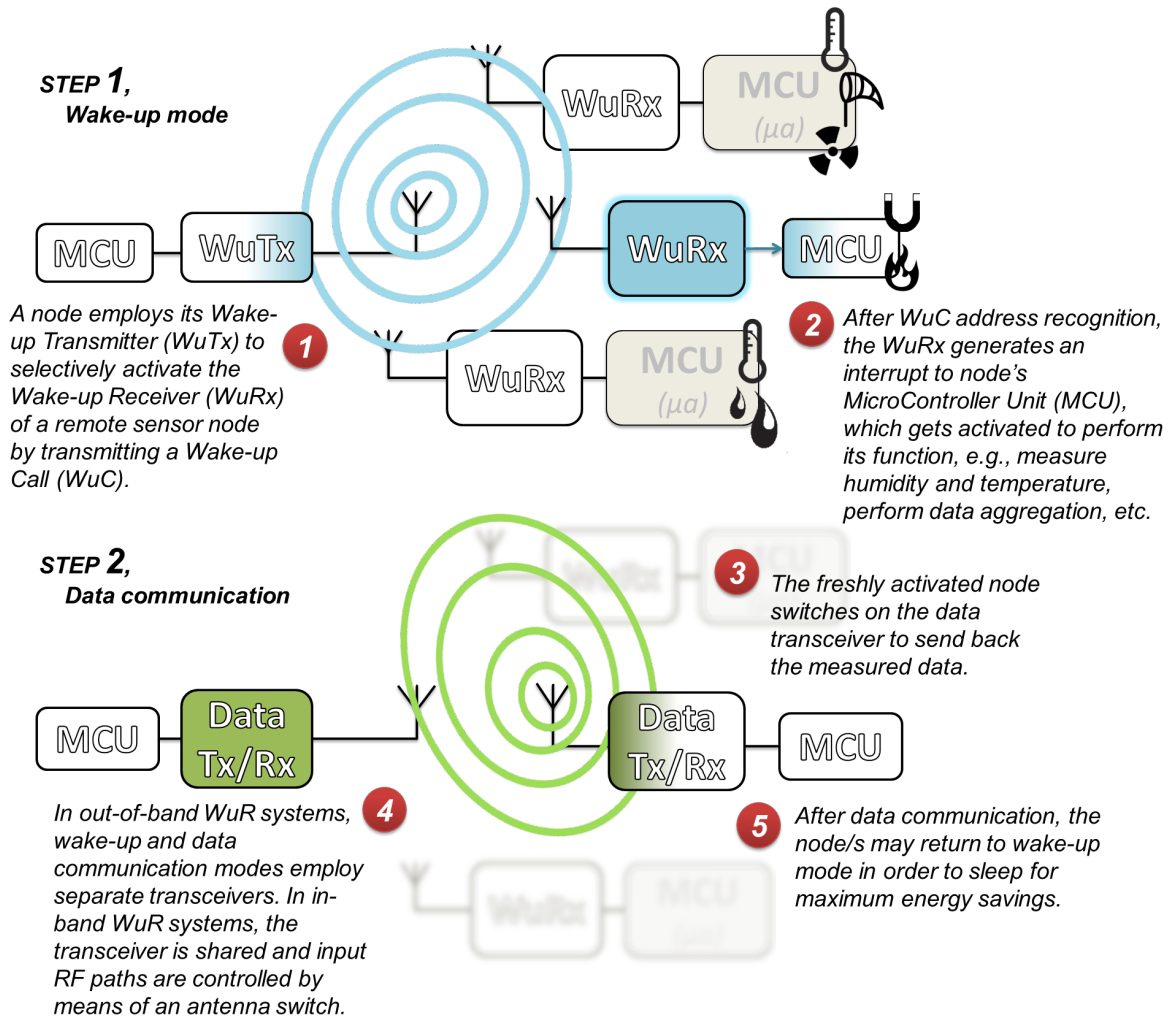 STEP 1,
Wake-up mode
WuRx
MCU
(µa)
MCU
WuTx
WuRx
MCU
WuRx
MCU
(µa)
1
A node employs its Wake-
up Transmitter (WuTx) to
selectively activate the
Wake-up Receiver (WuRx)
of a remote sensor node
by transmitting a Wake-up
Call (WuC).
2
After WuC address recognition,
the WuRx generates an
interrupt to node's
MicroController Unit (MCU),
which gets activated to perform
its function, e.g., measure
humidity and temperature,
perform data aggregation, etc.
STEP 2,
Data communication
WuRx
MCU
3
The freshly activated node
switches on the data
transceiver to send back
the measured data.
MCU
Data
Tx/Rx
Data
Tx/Rx
MCU
4
In out-of-band WuR systems,
wake-up and data
communication modes employ
separate transceivers. In in-
band WuR systems, the
transceiver is shared and input
RF paths are controlled by
means of an antenna switch.
5
After data communication, the
node/s may return to wake-up
mode in order to sleep for
maximum energy savings.
WuRx
MCU
(µa)